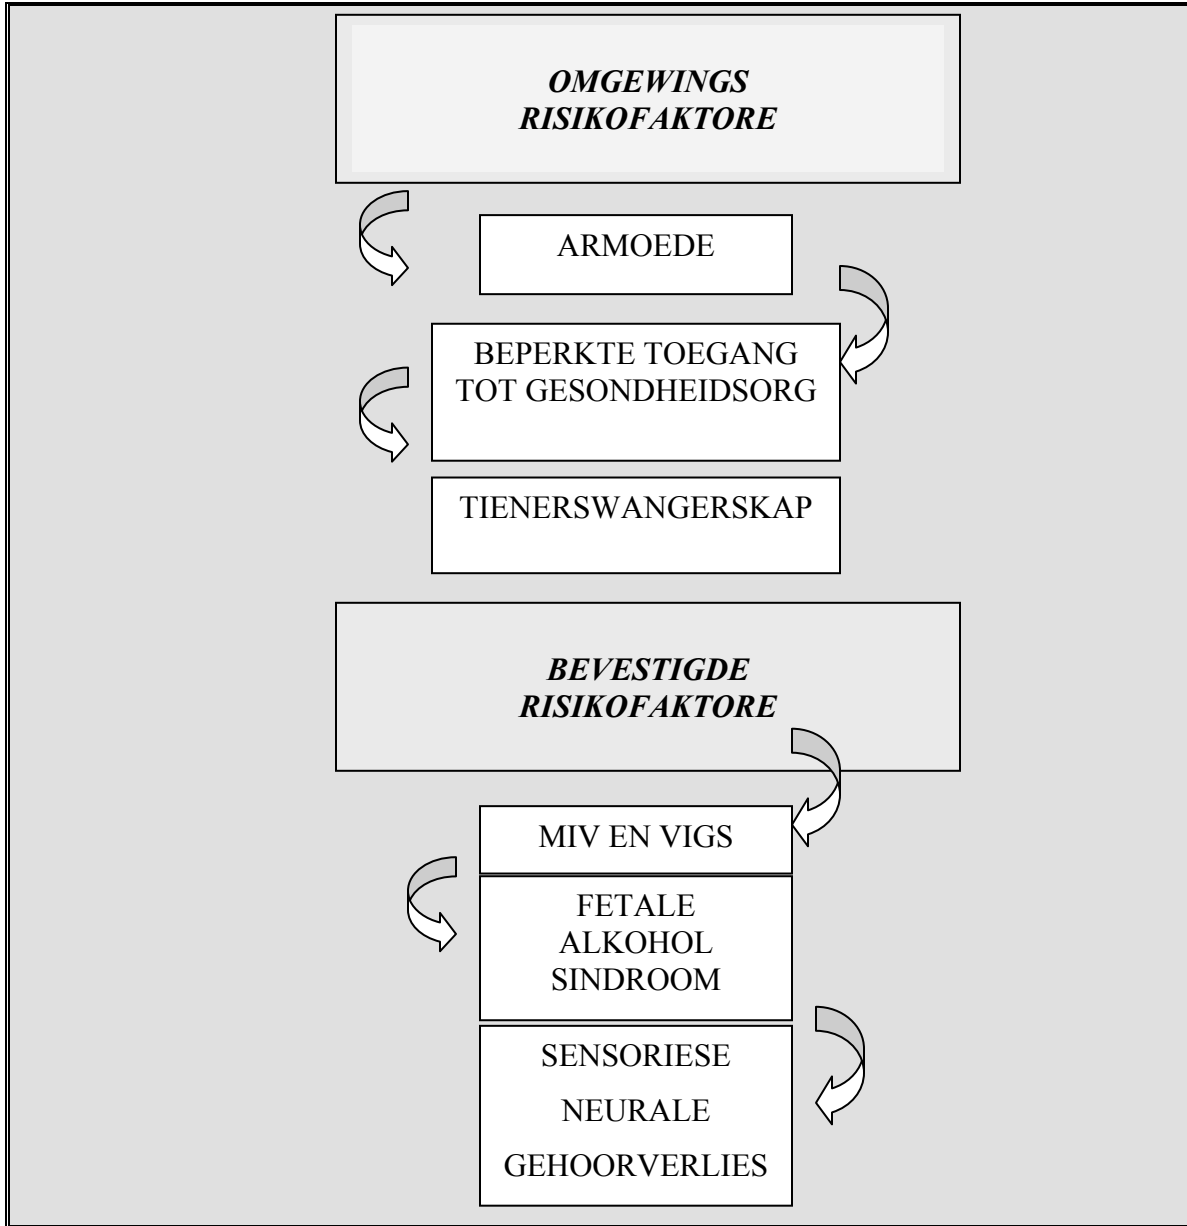 OMGEWINGS
RISIKOFAKTORE
ARMOEDE
BEPERKTE TOEGANG
TOT GESONDHEIDSORG
TIENERSWANGERSKAP
BEVESTIGDE
RISIKOFAKTORE
MIV EN VIGS
FETALE
ALKOHOL
SINDROOM
SENSORIESE
NEURALE
GEHOORVERLIES